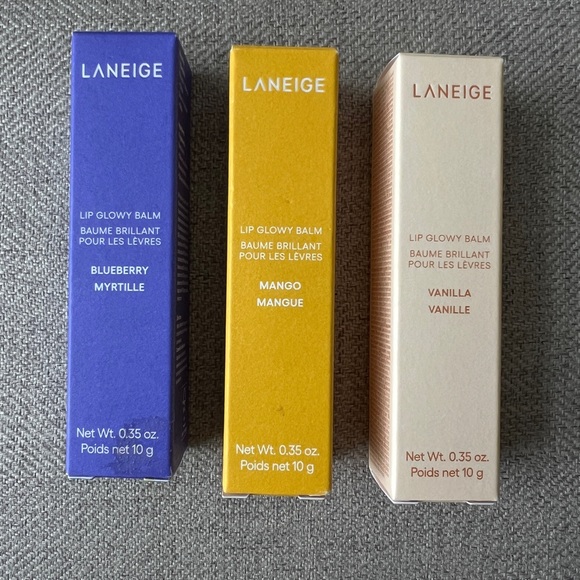 LANEIGE
LIP GLOWY BALM
BAUME BRILLANT
POUR LES LÈVRES
BLUEBERRY
MYRTILLE
Net Wt. 0.35 oz.
Poids net 10 g
LANEIGE
LIP GLOWY BALM
BAUME BRILLANT
POUR LES LÈVRES
MANGO
MANGUE
Net Wt. 0.35 oz.
Poids net 10 g
LANEIGE
LIP GLOWY BALM
BAUME BRILLANT
POUR LES LÈVRES
VANILLA
VANILLE
Net Wt. 0.35 oz.
Poids net 10 g